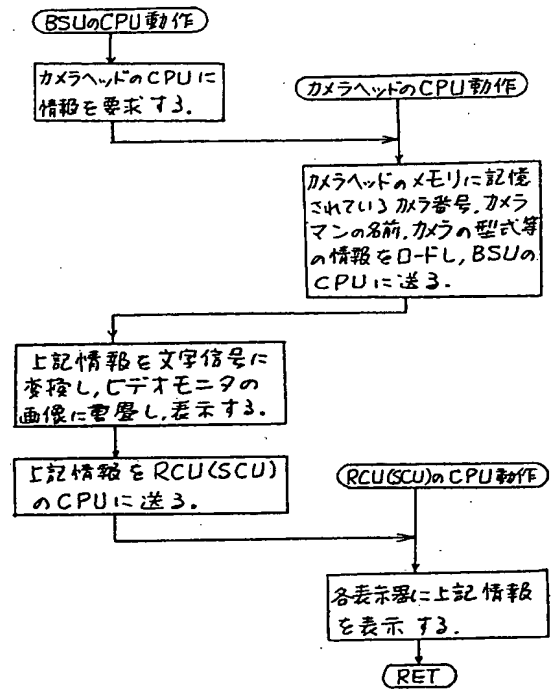 BSUのCPU動作
カメラヘッドのCPUに
情報を要求する.
カメラヘッドのCPU動作
カメラヘッドのメモリに記憶
されているカメラ番号,カメラ
マンの名前,カメラの型式等
の情報をロードし,BSUの
CPUに送る.
上記情報を文字信号に
変換し,ビデオモニタの
画像に重畳し,表示する.
上記情報をRCU(SCU)
のCPUに送る.
RCU(SCU)のCPU動作
各表示器に上記情報
を表示する.
RET